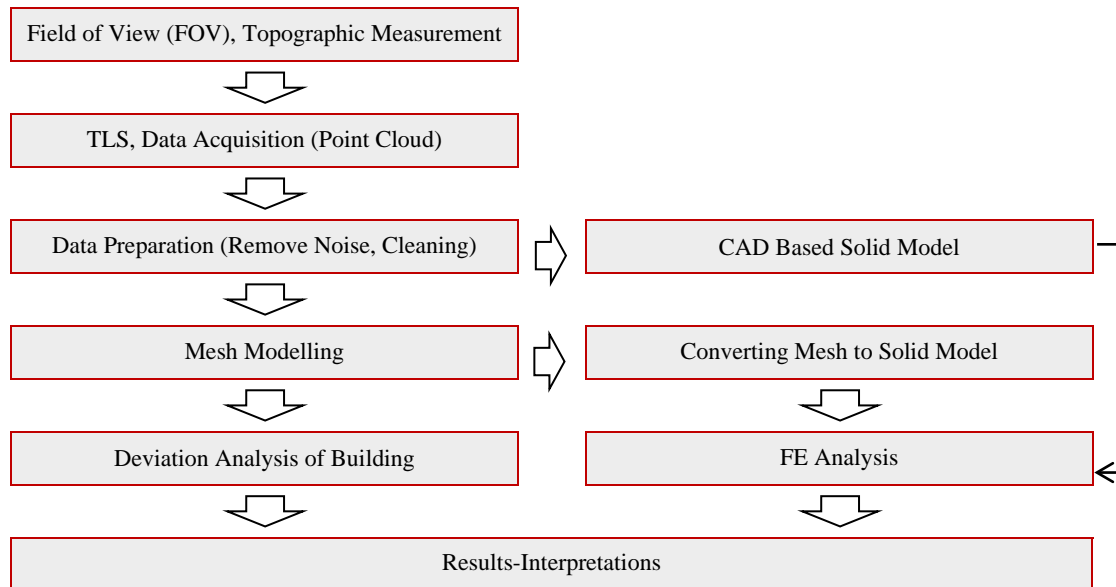 Field of View (FOV), Topographic Measurement
TLS, Data Acquisition (Point Cloud)
Data Preparation (Remove Noise, Cleaning)
CAD Based Solid Model
Mesh Modelling
Converting Mesh to Solid Model
Deviation Analysis of Building
FE Analysis
Results-Interpretations